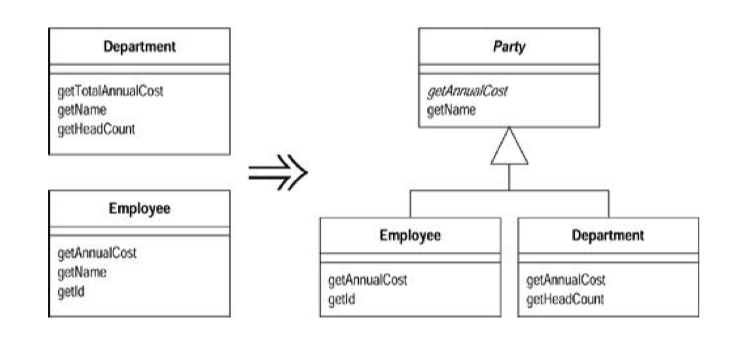 Department
getTotalAnnualCost
getName
getHeadCount
Employee
getAnnualCost
getName
getId
Party
getAnnualCost
getName
Employee
getAnnualCost
getId
Department
getAnnualCost
getHeadCount